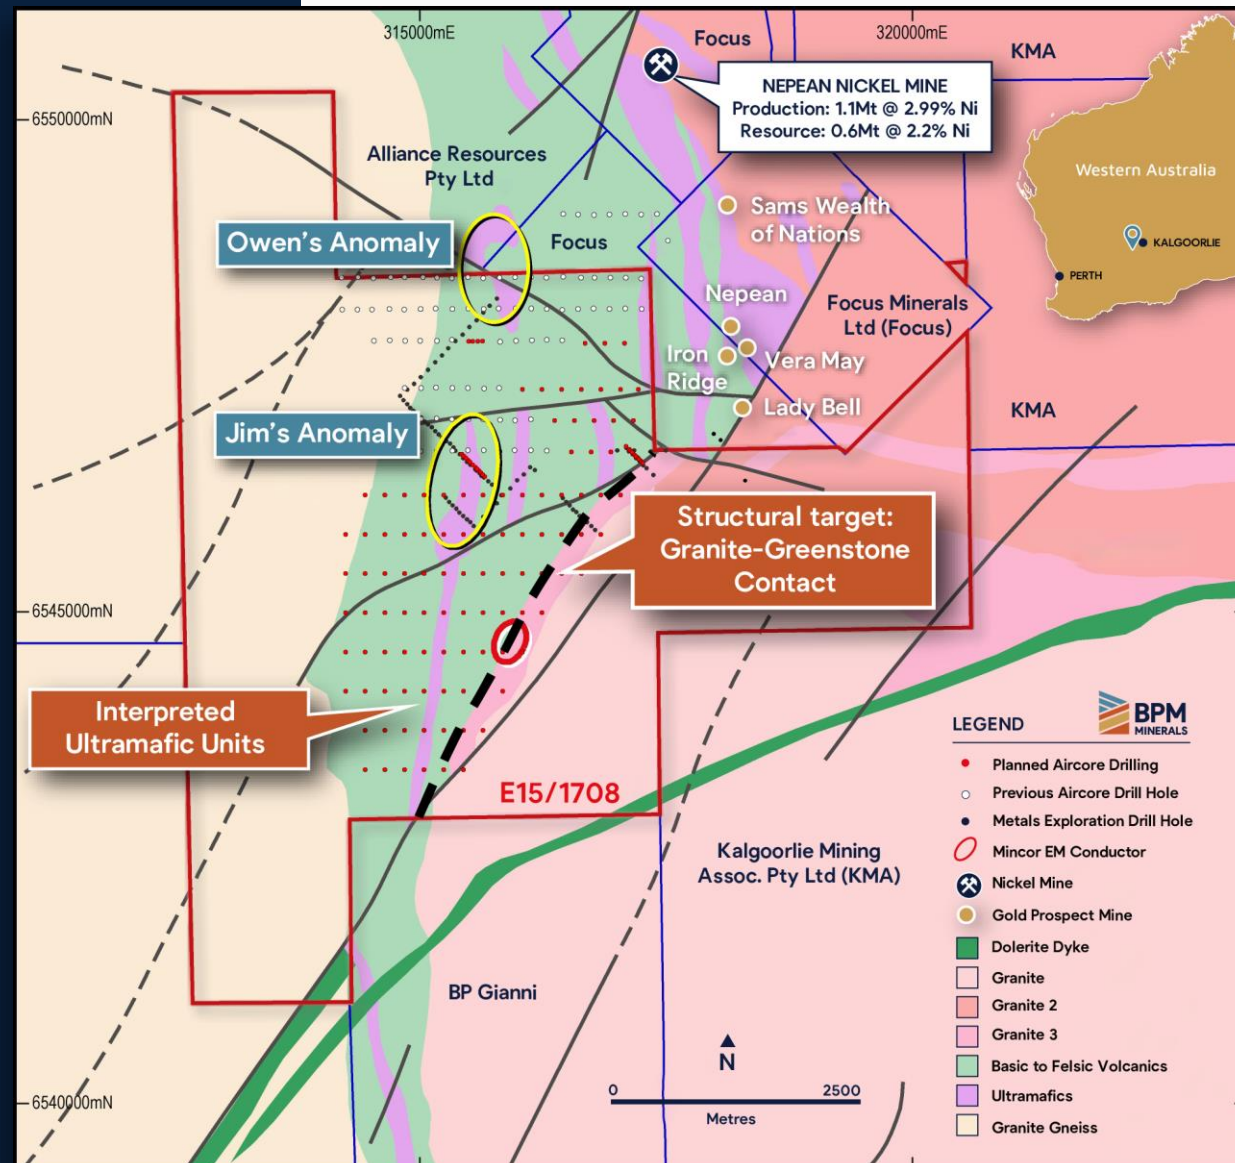 315000mE
320000mE
Focus
KMA
NEPEAN NICKEL MINE
Production: 1.1Mt @ 2.99% Ni
Resource: 0.6Mt @ 2.2% Ni
6550000mN
Alliance Resources
Pty Ltd
Western Australia
KALGOORLIE
PERTH
Owen's Anomaly
Focus
Sams Wealth
of Nations
Nepean
Focus Minerals
Ltd (Focus)
Iron
Ridge
Vera May
Lady Bell
KMA
Jim's Anomaly
Structural target:
Granite-Greenstone
Contact
6545000mN
Interpreted
Ultramafic Units
E15/1708
Kalgoorlie Mining
Assoc. Pty Ltd (KMA)
BP Gianni
N
0
2500
Metres
6540000mN
LEGEND
BPM
MINERALS
Planned Aircore Drilling
Previous Aircore Drill Hole
Metals Exploration Drill Hole
Mincor EM Conductor
Nickel Mine
Gold Prospect Mine
Dolerite Dyke
Granite
Granite 2
Granite 3
Basic to Felsic Volcanics
Ultramafics
Granite Gneiss